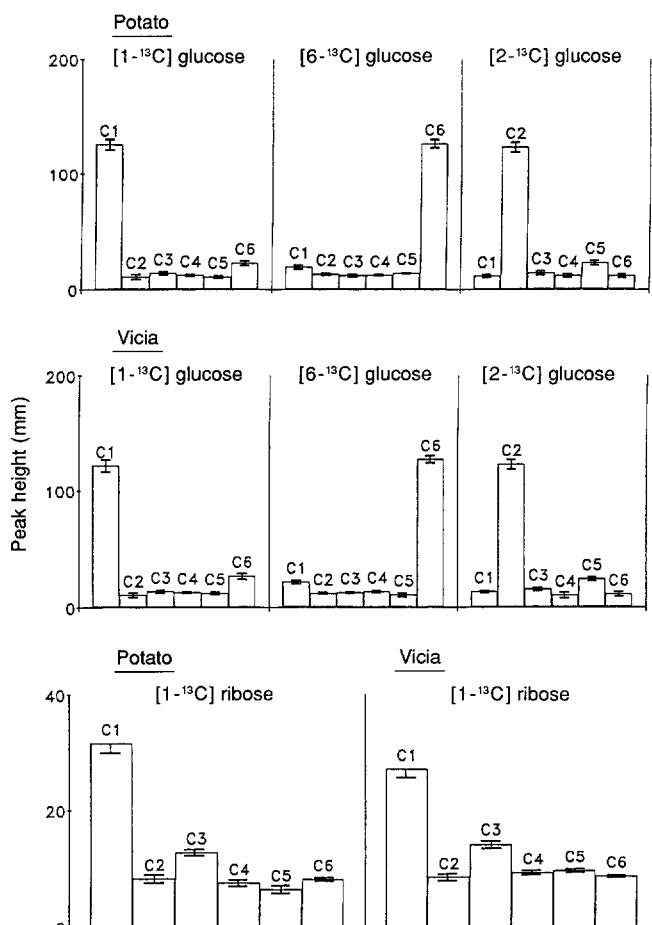 Potato
[1-¹³C] glucose [6-¹³C] glucose [2-¹³C] glucose
200
100
0
C1 C2 C3 C4 C5 C6
C1 C2 C3 C4 C5 C6
C1 C2 C3 C4 C5 C6
Vicia
[1-¹³C] glucose [6-¹³C] glucose [2-¹³C] glucose
Peak height (mm)
200
100
0
C1 C2 C3 C4 C5 C6
C1 C2 C3 C4 C5 C6
C1 C2 C3 C4 C5 C6
Potato Vicia
[1-¹³C] ribose [1-¹³C] ribose
40
20
C1 C2 C3 C4 C5 C6
C1 C2 C3 C4 C5 C6